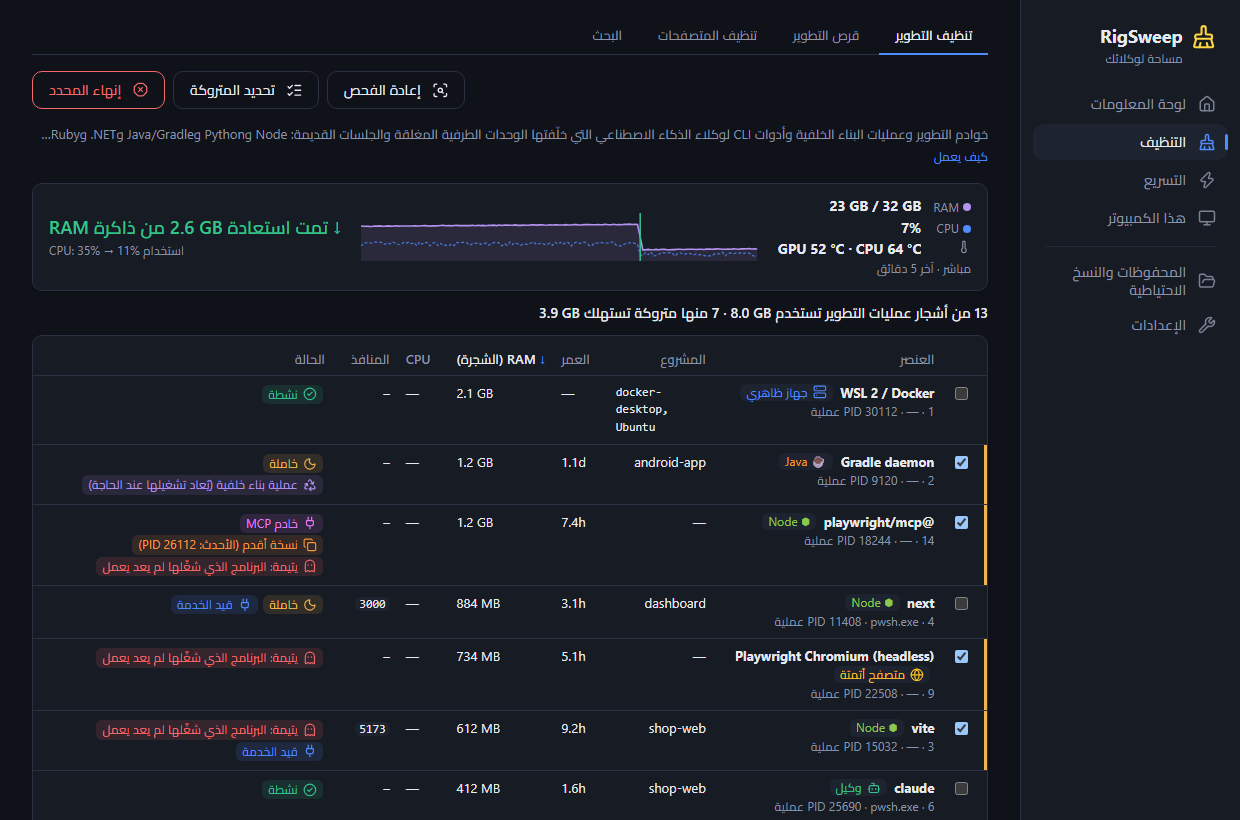 RigSweep
مساحة لوكلائك
لوحة المعلومات
التنظيف
التسريع
هذا الكمبيوتر
المحفوظات والنسخ
الاحتياطية
الإعدادات
تنظيف التطوير
قرص التطوير
تنظيف المتصفحات
البحث
إعادة الفحص
تحديد المتروكة
إنهاء المحدد
خوادم التطوير وعمليات البناء الخلفية وأدوات CLI لوكلاء الذكاء الاصطناعي التي خلّفتها الوحدات الطرفية المغلقة والجلسات القديمة: Node وPython وJava/Gradle و.NET وRuby...
كيف يعمل
RAM 23 GB / 32 GB
CPU 7%
GPU 52 °C · CPU 64 °C
مباشر · آخر 5 دقائق
↓ تمت استعادة 2.6 GB من ذاكرة RAM
CPU: 35% → 11% استخدام
13 من أشجار عمليات التطوير تستخدم 8.0 GB · 7 منها متروكة تستهلك 3.9 GB
العنصر المشروع العمر ↓ RAM (الشجرة) CPU المنافذ الحالة
WSL 2 / Docker جهاز ظاهري docker-desktop, Ubuntu — 2.1 GB — – نشطة
1 · — · PID 30112 عملية
Gradle daemon Java android-app 1.1d 1.2 GB — – خاملة
عملية بناء خلفية (يُعاد تشغيلها عند الحاجة)
2 · — · PID 9120 عملية
playwright/mcp@ Node — 7.4h 1.2 GB — – خادم MCP
نسخة أقدم (الأحدث: PID 26112)
14 · — · PID 18244 عملية
يتيمة: البرنامج الذي شغّلها لم يعد يعمل
next Node dashboard 3.1h 884 MB — 3000 خاملة قيد الخدمة
4 · PID 11408 · pwsh.exe عملية
Playwright Chromium (headless) — 5.1h 734 MB — – يتيمة: البرنامج الذي شغّلها لم يعد يعمل
متصفح أتمتة
9 · — · PID 22508 عملية
vite Node shop-web 9.2h 612 MB — 5173 يتيمة: البرنامج الذي شغّلها لم يعد يعمل
قيد الخدمة
3 · — · PID 15032 عملية
claude وكيل shop-web 1.6h 412 MB — – نشطة
6 · PID 25690 · pwsh.exe عملية